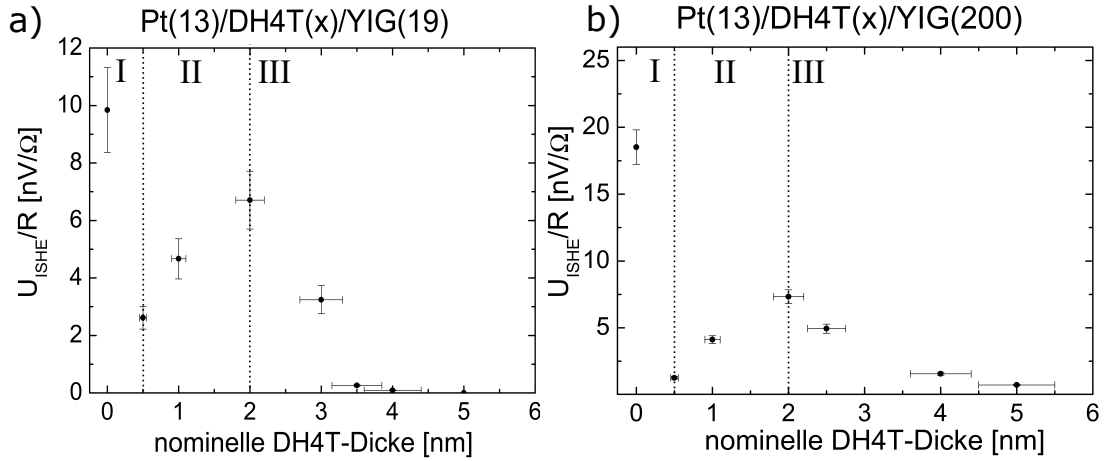 a)
Pt(13)/DH4T(x)/YIG(19)
12
10
8
6
4
2
0
I
II
III
U_ISHE/R [nV/Ω]
0 1 2 3 4 5 6
nominelle DH4T-Dicke [nm]
b)
Pt(13)/DH4T(x)/YIG(200)
25
20
15
10
5
I
II
III
U_ISHE/R [nV/Ω]
0 1 2 3 4 5 6
nominelle DH4T-Dicke [nm]